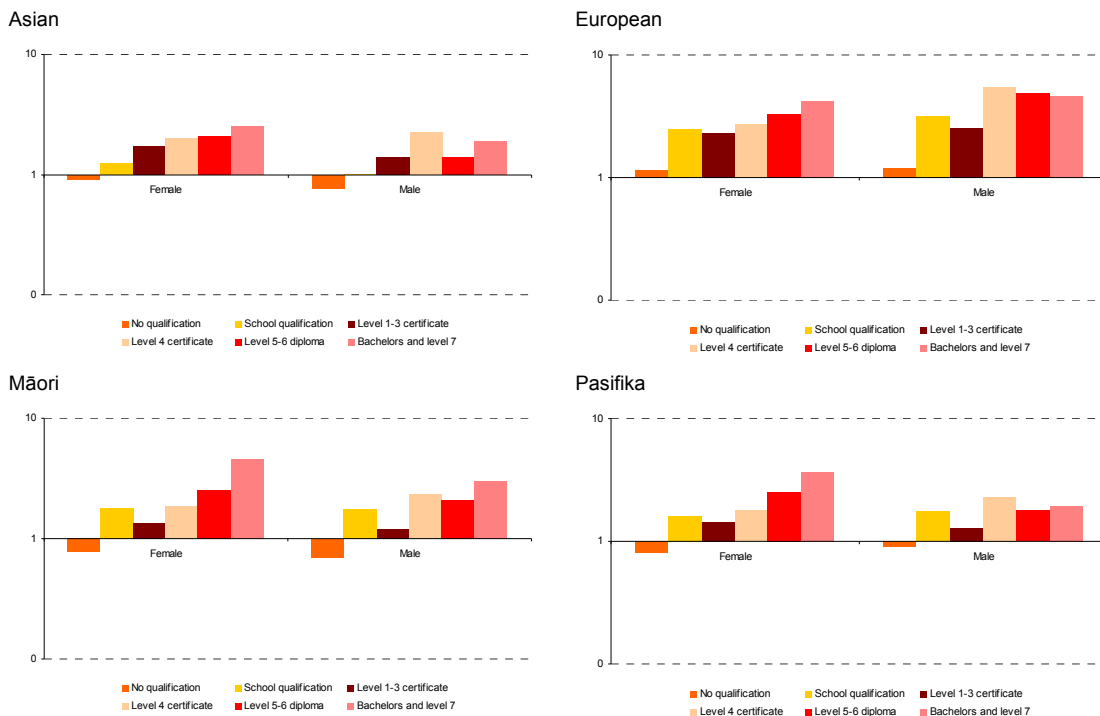 Asian
10
1
Female
Male
0
No qualification School qualification Level 1-3 certificate
Level 4 certificate Level 5-6 diploma Bachelors and level 7
European
10
1
Female
Male
0
No qualification School qualification Level 1-3 certificate
Level 4 certificate Level 5-6 diploma Bachelors and level 7
Māori
10
1
Female
Male
0
No qualification School qualification Level 1-3 certificate
Level 4 certificate Level 5-6 diploma Bachelors and level 7
Pasifika
10
1
Female
Male
0
No qualification School qualification Level 1-3 certificate
Level 4 certificate Level 5-6 diploma Bachelors and level 7